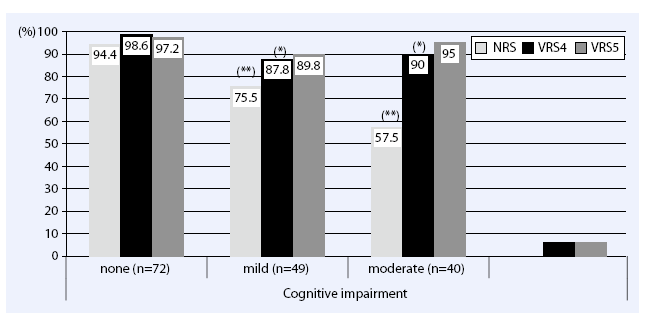 (%)
100
90
80
70
60
50
40
30
20
10
0
NRS VRS4 VRS5
94.4 98.6 97.2
(**) (*)
75.5 87.8 89.8
(**) (*)
57.5 90 95
none (n=72) mild (n=49) moderate (n=40)
Cognitive impairment